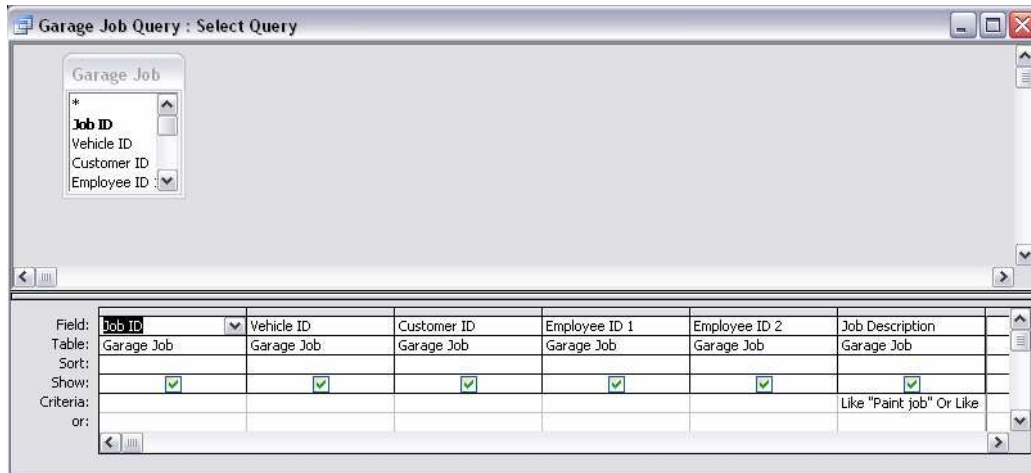 Garage Job Query : Select Query
Garage Job
*
Job ID
Vehicle ID
Customer ID
Employee ID
Field: Job ID Vehicle ID Customer ID Employee ID 1 Employee ID 2 Job Description
Table: Garage Job Garage Job Garage Job Garage Job Garage Job Garage Job
Sort:
Show:
Criteria: Like "Paint job" Or Like
or: